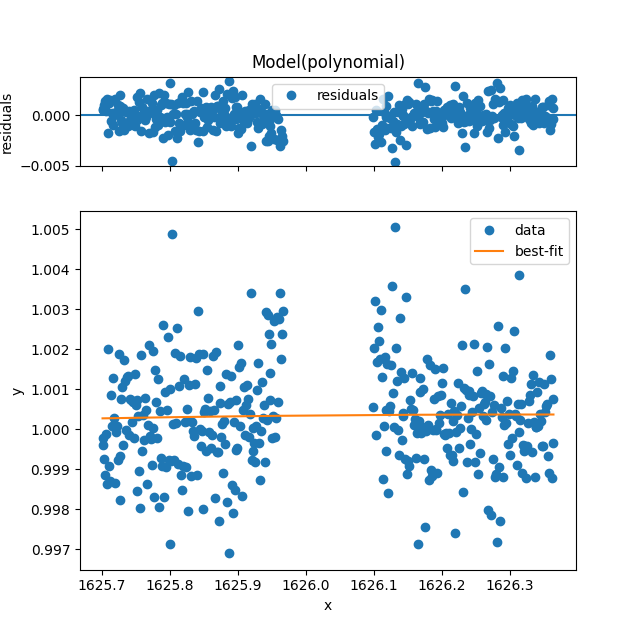 Model(polynomial)
residuals
0.000
−0.005
residuals
data
best-fit
1.005
1.004
1.003
1.002
1.001
1.000
0.999
0.998
0.997
y
1625.7 1625.8 1625.9 1626.0 1626.1 1626.2 1626.3
x